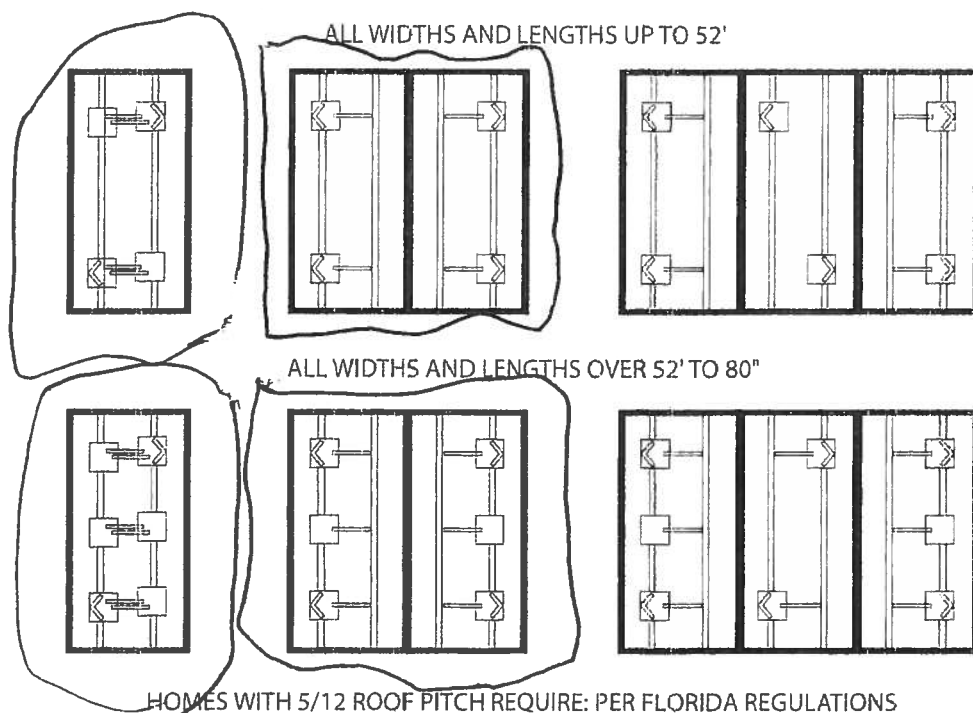 ALL WIDTHS AND LENGTHS UP TO 52'
ALL WIDTHS AND LENGTHS OVER 52' TO 80"
HOMES WITH 5/12 ROOF PITCH REQUIRE: PER FLORIDA REGULATIONS